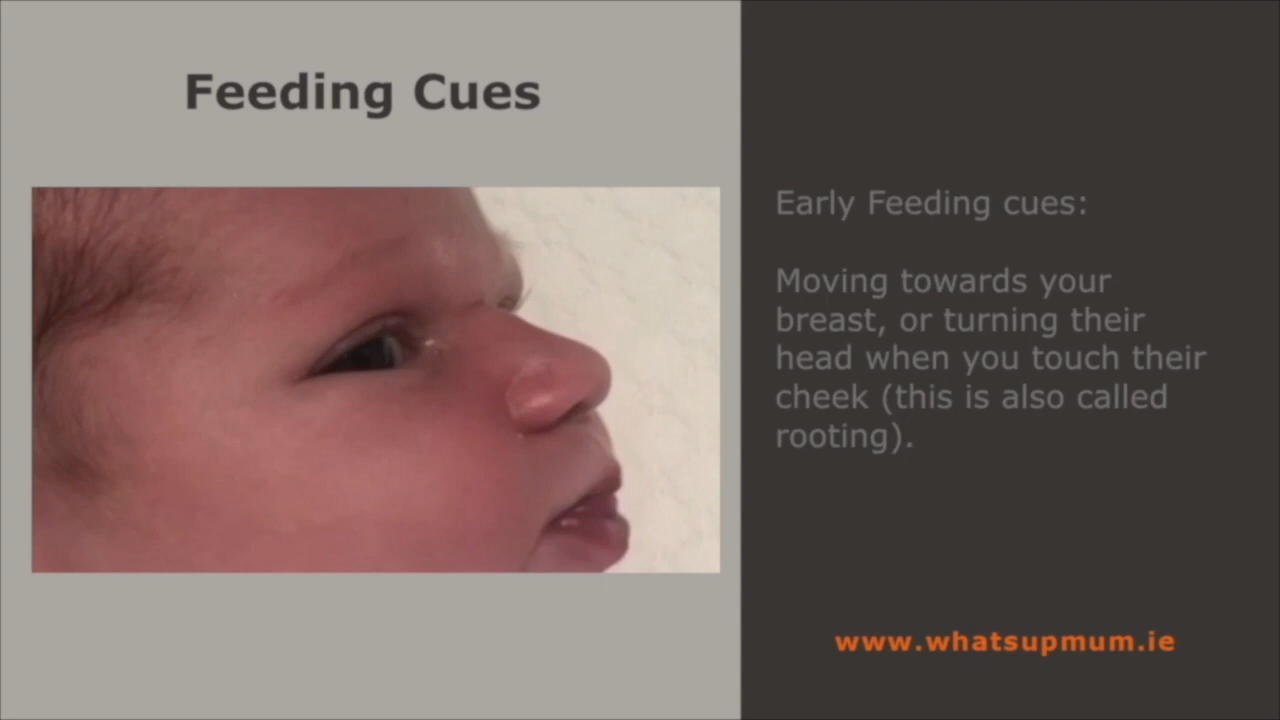 Feeding Cues
Early Feeding cues:
Moving towards your
breast, or turning their
head when you touch their
cheek (this is also called
rooting).
www.whatsupmum.ie